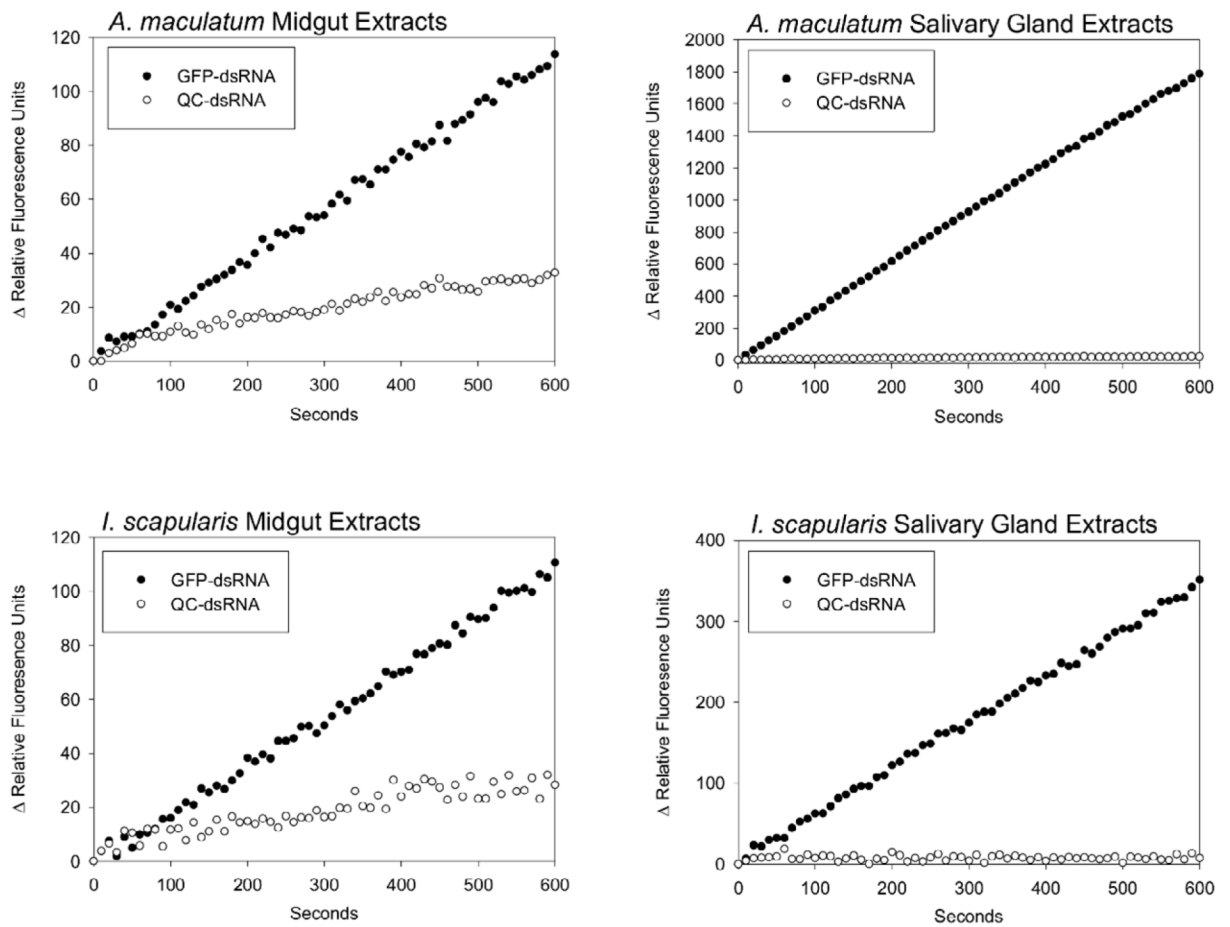 A. maculatum Midgut Extracts
120
100
80
60
40
20
0
Δ Relative Fluorescence Units
GFP-dsRNA
QC-dsRNA
0 100 200 300 400 500 600
Seconds
A. maculatum Salivary Gland Extracts
2000
1800
1600
1400
1200
1000
800
600
400
200
0
Δ Relative Fluorescence Units
GFP-dsRNA
QC-dsRNA
0 100 200 300 400 500 600
Seconds
I. scapularis Midgut Extracts
120
100
80
60
40
20
0
Δ Relative Fluoresence Units
GFP-dsRNA
QC-dsRNA
0 100 200 300 400 500 600
Seconds
I. scapularis Salivary Gland Extracts
400
300
200
100
0
Δ Relative Fluoresence Units
GFP-dsRNA
QC-dsRNA
0 100 200 300 400 500 600
Seconds